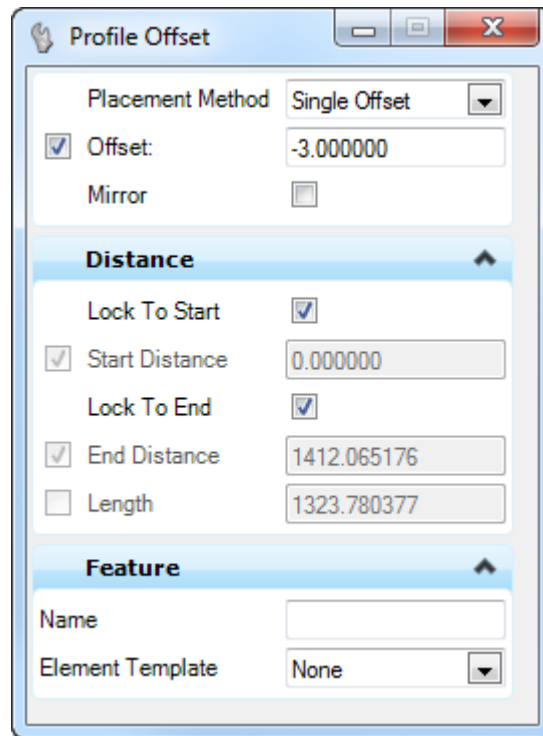 Profile Offset
Placement Method Single Offset
Offset: -3.000000
Mirror
Distance
Lock To Start
Start Distance 0.000000
Lock To End
End Distance 1412.065176
Length 1323.780377
Feature
Name
Element Template None